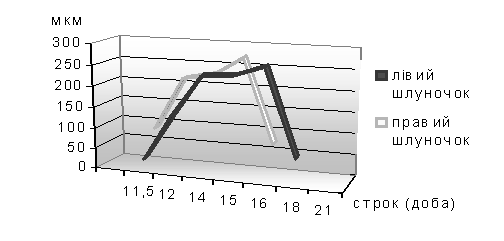 мкм
300
250
200
150
100
50
0
лівий
шлуночок
правий
шлуночок
11,5 12 14 15 16 18 21
строк (доба)